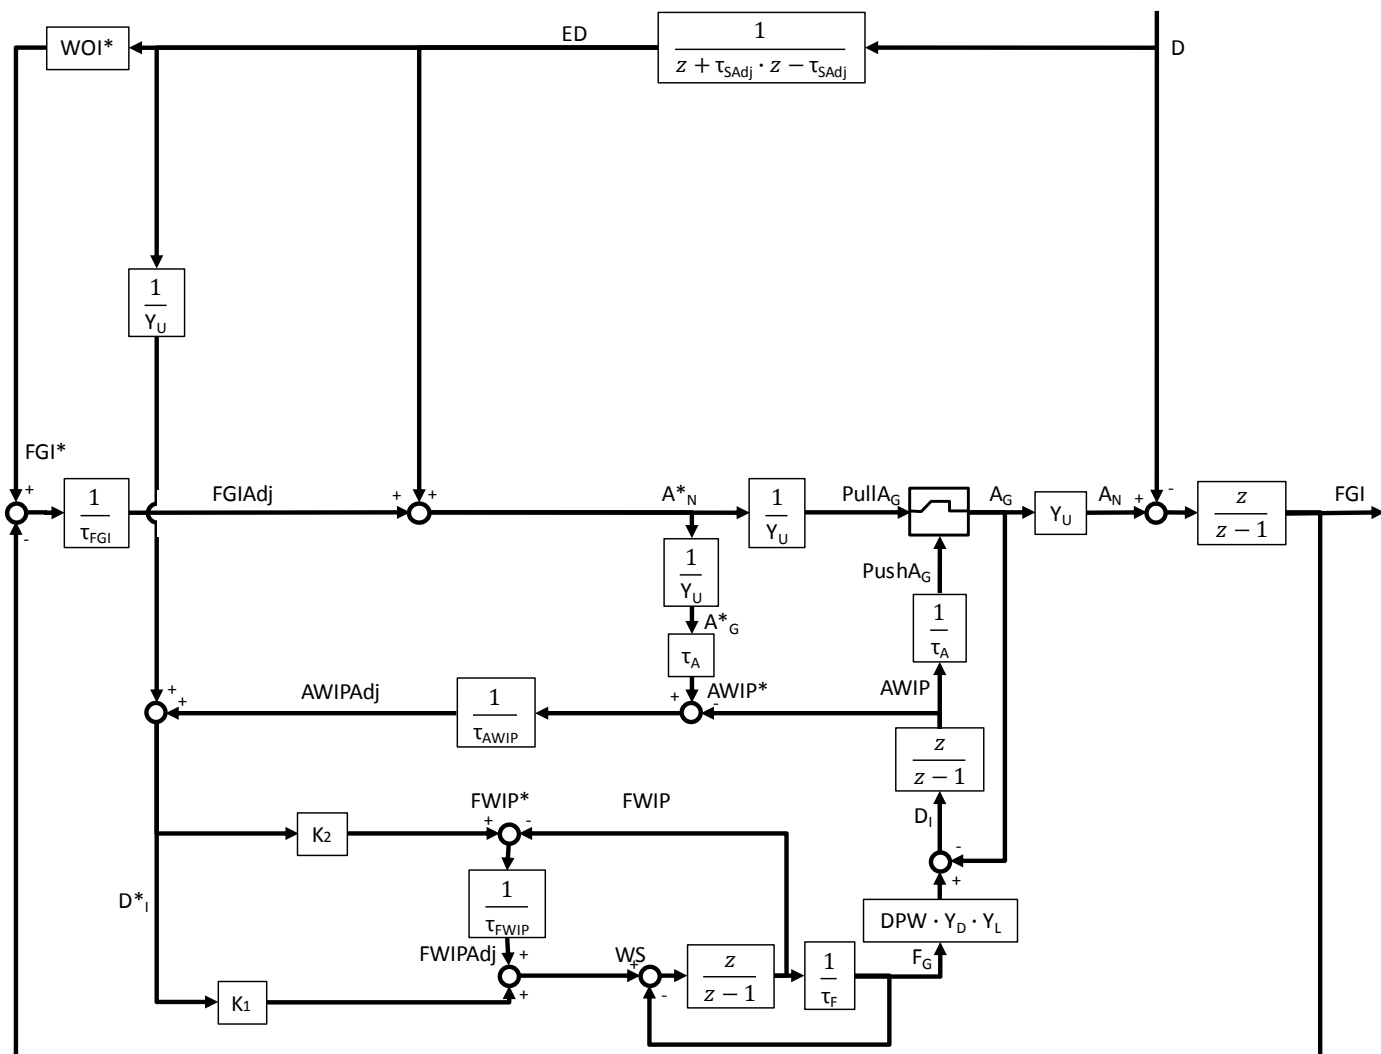 WOI*
ED
1
z + τSAdj · z − τSAdj
D
1
YU
FGI*
+
-
1
τFGI
FGIAdj
+
+
A*N
1
YU
PullAG
AG
YU
AN
+
-
z
z − 1
FGI
1
YU
PushAG
A*G
τA
1
τA
+
+
AWIPAdj
1
τAWIP
+
AWIP*
-
AWIP
z
z − 1
FWIP*
+
-
FWIP
K2
DI
-
+
D*I
1
τFWIP
DPW · YD · YL
FWIPAdj
+
+
WS
+
-
z
z − 1
1
τF
FG
K1